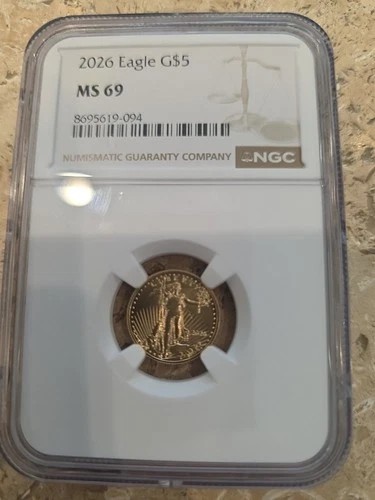 2026 Eagle G$5
MS 69
8695619-094
NUMISMATIC GUARANTY COMPANY NGC